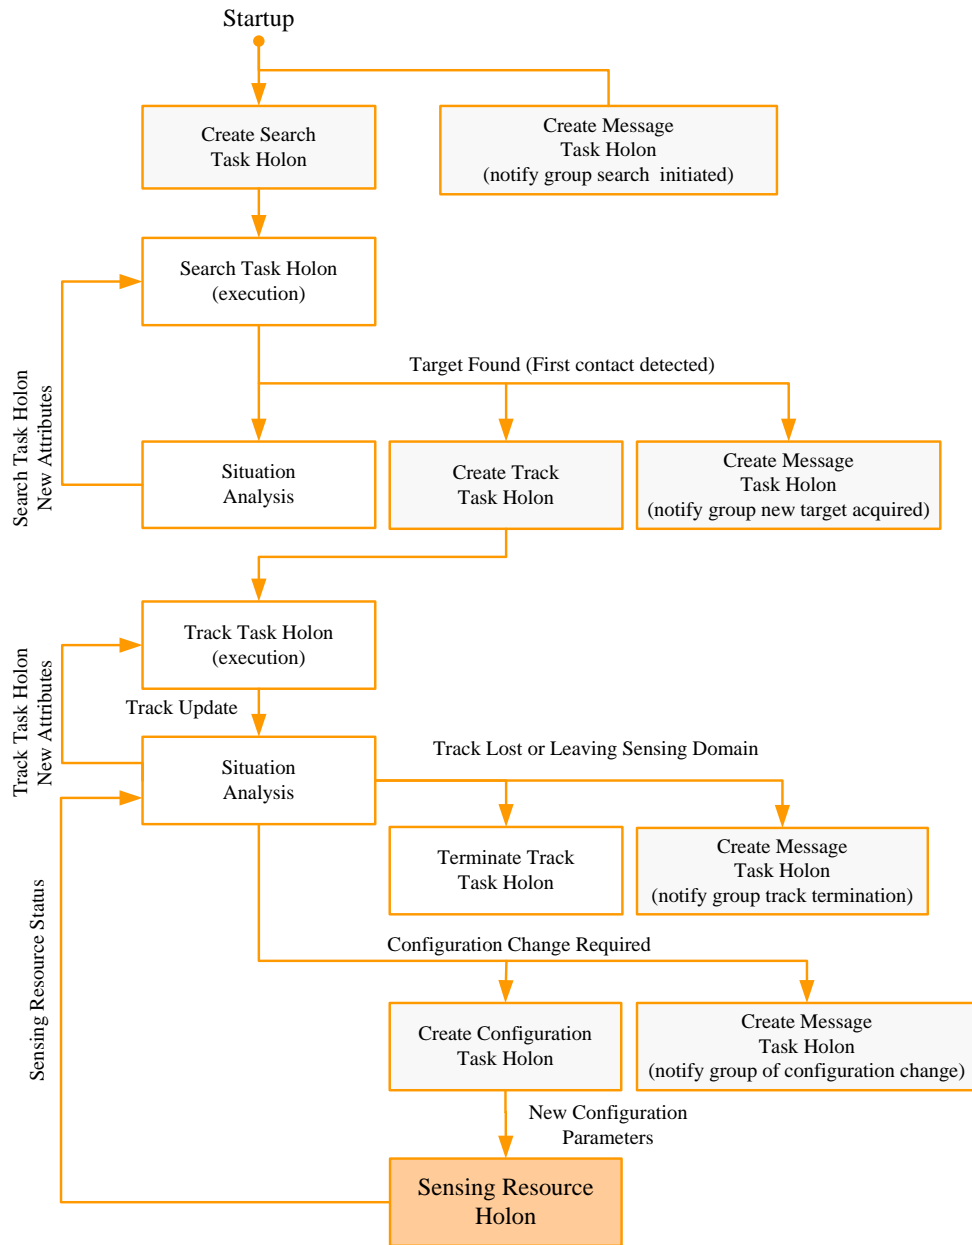 Startup
Create Search
Task Holon
Create Message
Task Holon
(notify group search initiated)
Search Task Holon
(execution)
Target Found (First contact detected)
Search Task Holon
New Attributes
Situation
Analysis
Create Track
Task Holon
Create Message
Task Holon
(notify group new target acquired)
Track Task Holon
(execution)
Track Task Holon
New Attributes
Track Update
Situation
Analysis
Track Lost or Leaving Sensing Domain
Terminate Track
Task Holon
Create Message
Task Holon
(notify group track termination)
Sensing Resource Status
Configuration Change Required
Create Configuration
Task Holon
Create Message
Task Holon
(notify group of configuration change)
New Configuration
Parameters
Sensing Resource
Holon